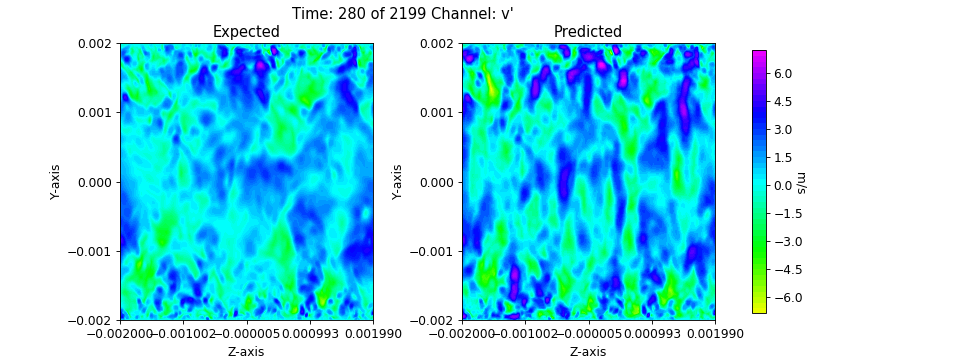 Time: 280 of 2199 Channel: v'
Expected
Predicted
0.002
0.001
0.000
−0.001
−0.002
Y-axis
−0.002000 −0.001002 −0.000005 0.000993 0.001990
Z-axis
0.002
0.001
0.000
−0.001
−0.002
Y-axis
−0.002000 −0.001002 −0.000005 0.000993 0.001990
Z-axis
6.0
4.5
3.0
1.5
0.0
−1.5
−3.0
−4.5
−6.0
m/s